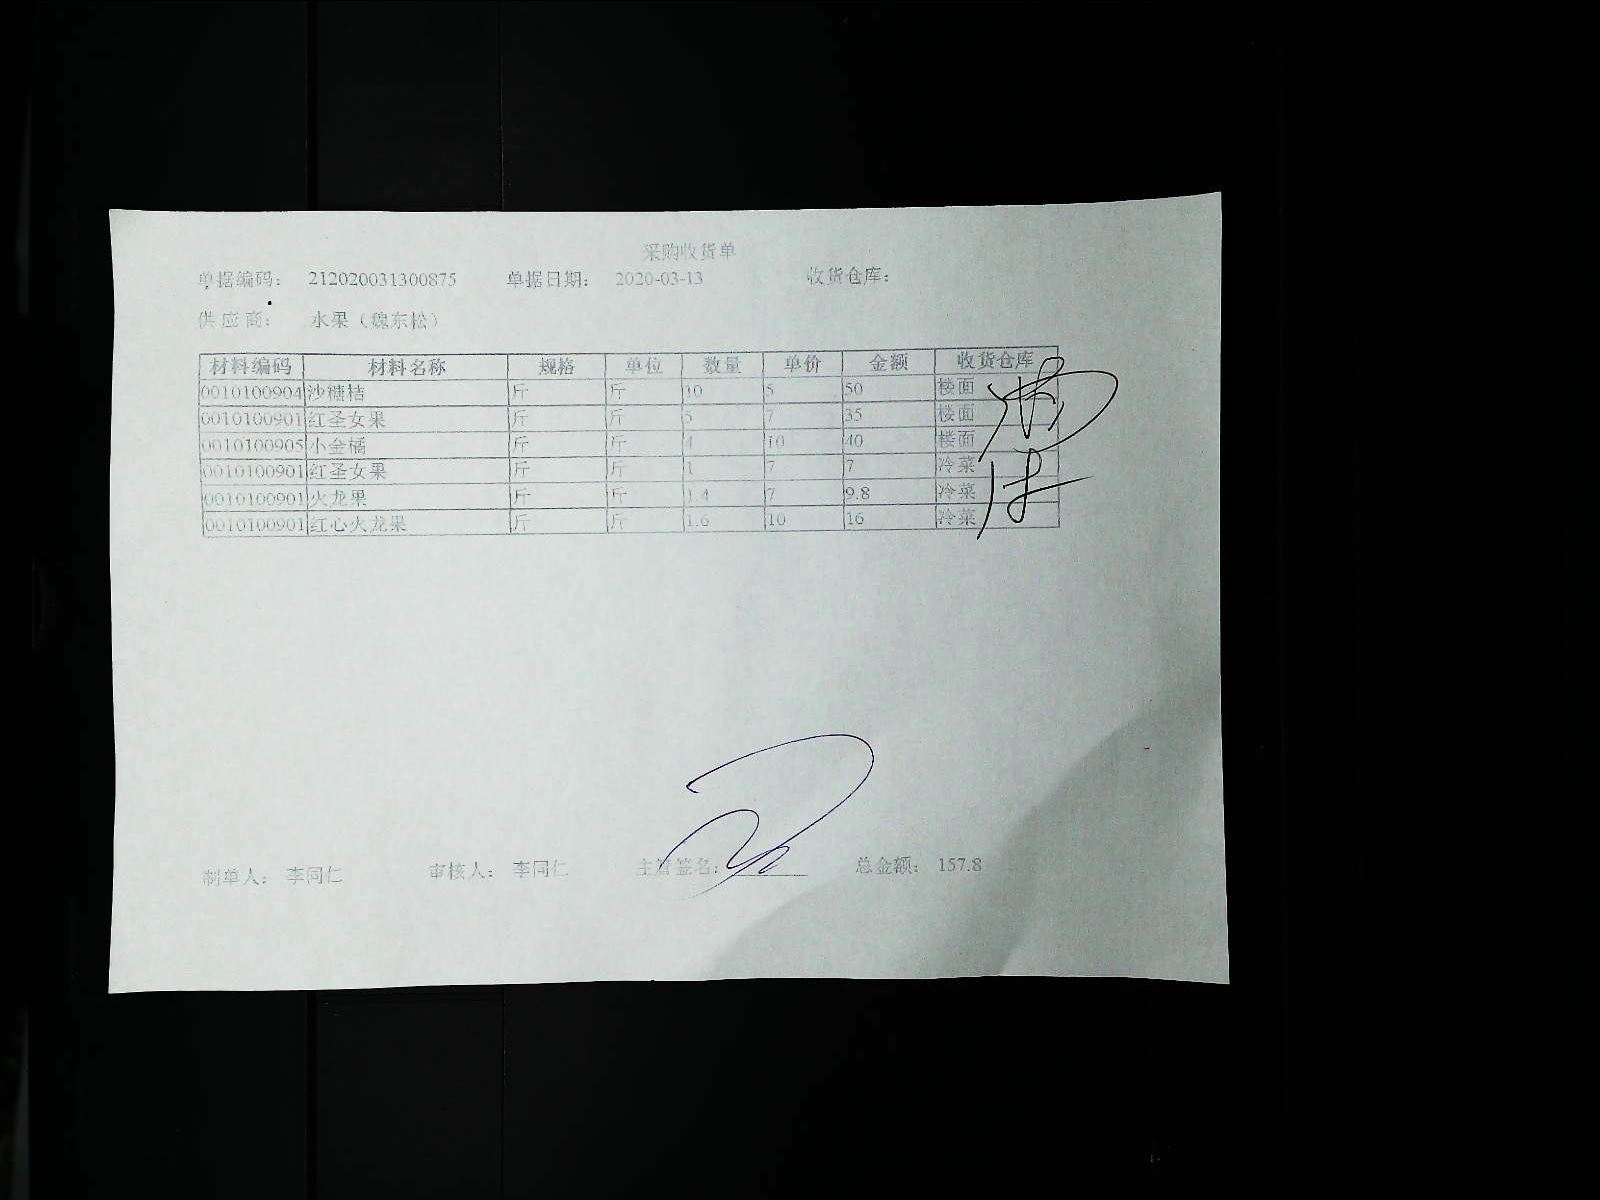 采购收货单
单据编码： 212020031300875 单据日期： 2020-03-13 收货仓库：
供应商： 水果（魏东松）
材料编码 材料名称 规格 单位 数量 单价 金额 收货仓库
0010100904 沙糖桔 斤 斤 10 5 50 楼面
0010100901 红圣女果 斤 斤 5 7 35 楼面
0010100905 小金橘 斤 斤 4 10 40 楼面
0010100901 红圣女果 斤 斤 1 7 7 冷菜
0010100901 火龙果 斤 斤 1.4 7 9.8 冷菜
0010100901 红心火龙果 斤 斤 1.6 10 16 冷菜
制单人： 李同仁 审核人： 李同仁 主管签名： 总金额： 157.8